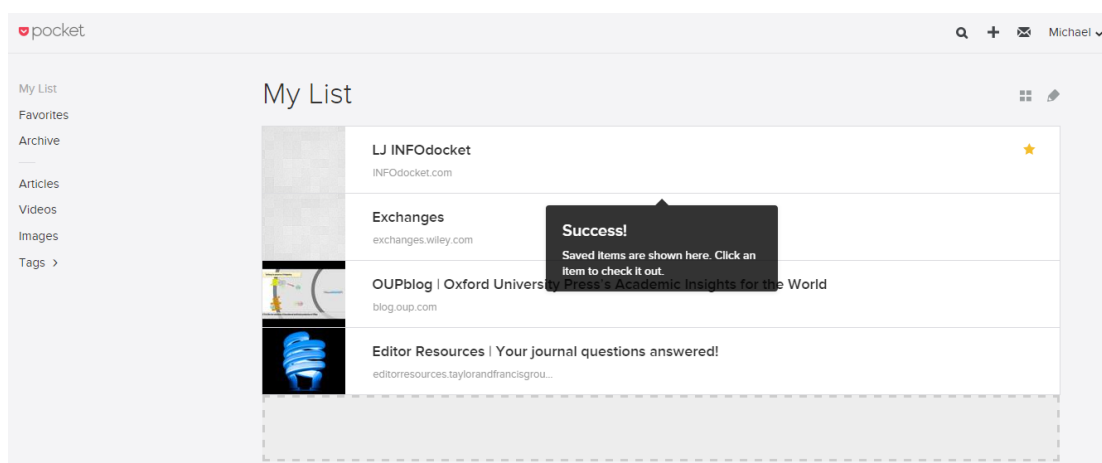 pocket
Michael
My List
Favorites
Archive
Articles
Videos
Images
Tags >
My List
LJ INFOdocket
INFOdocket.com
Exchanges
exchanges.wiley.com
Success!
Saved items are shown here. Click an
item to check it out.
OUPblog | Oxford University Press's Academic Insights for the World
blog.oup.com
Editor Resources | Your journal questions answered!
editorresources.taylorandfrancisgrou...